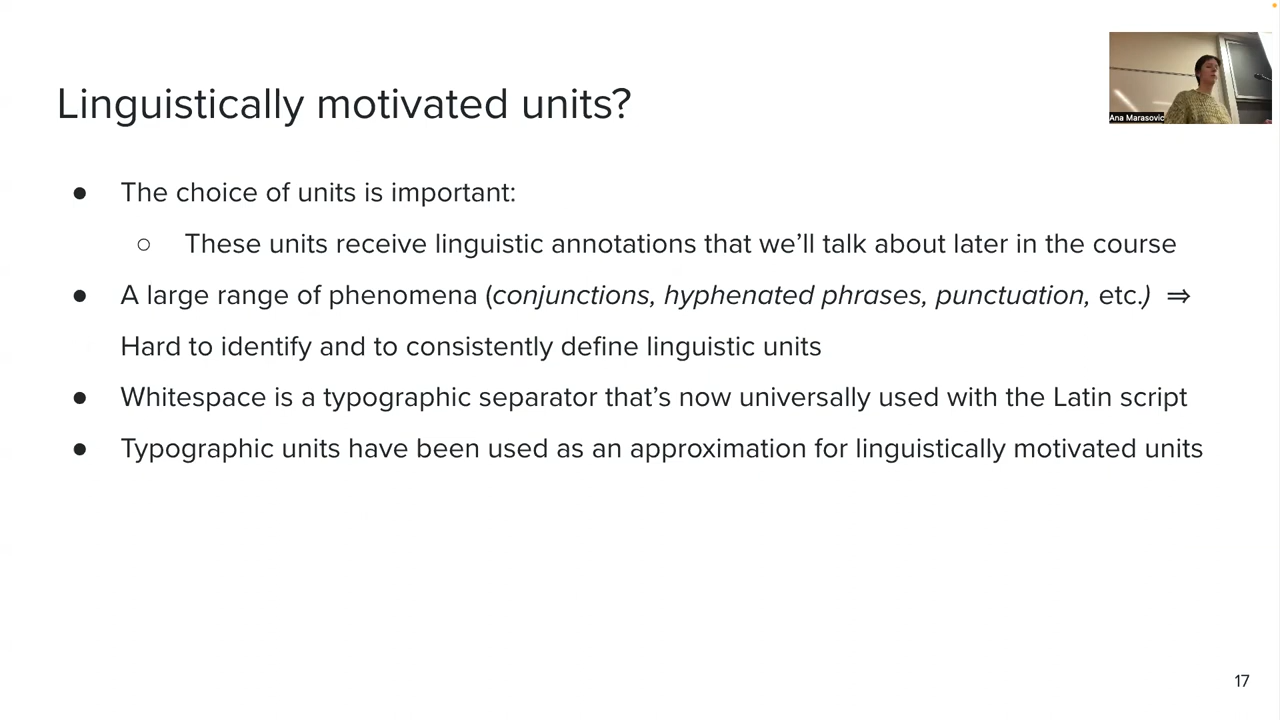 Linguistically motivated units?
Ana Marasovic
● The choice of units is important:
○ These units receive linguistic annotations that we’ll talk about later in the course
● A large range of phenomena (conjunctions, hyphenated phrases, punctuation, etc.) ⇒
Hard to identify and to consistently define linguistic units
● Whitespace is a typographic separator that’s now universally used with the Latin script
● Typographic units have been used as an approximation for linguistically motivated units
17